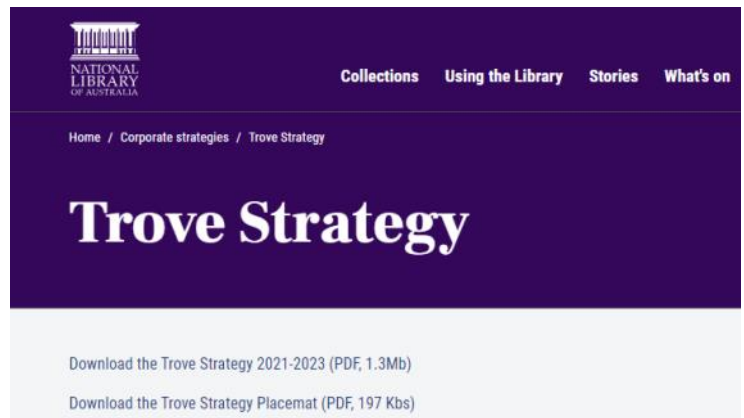 NATIONAL
LIBRARY
OF AUSTRALIA
Collections Using the Library Stories What's on
Home / Corporate strategies / Trove Strategy
Trove Strategy
Download the Trove Strategy 2021-2023 (PDF, 1.3Mb)
Download the Trove Strategy Placemat (PDF, 197 Kbs)